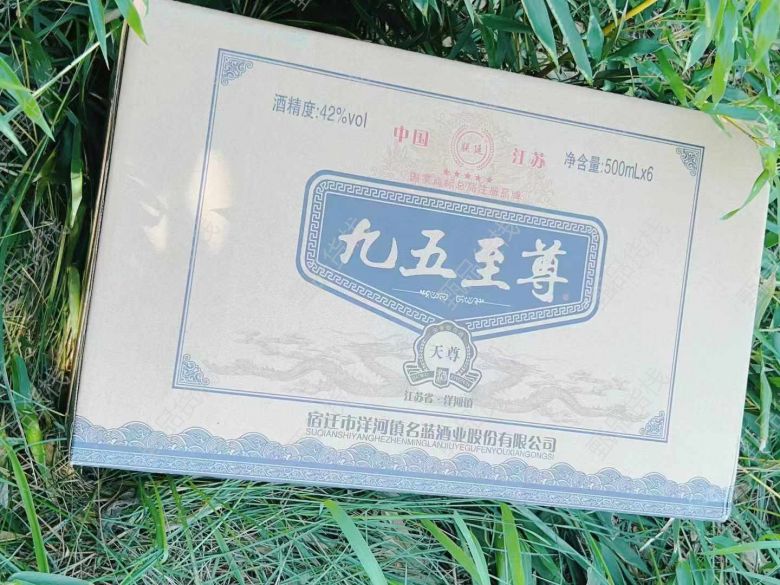 酒精度:42%vol
中国
江苏
净含量:500mLx6
九五至尊
天尊
酒
江苏省·洋河镇
宿迁市洋河镇名蓝酒业股份有限公司
SUQIANSHIYANGHEZHENMINGLANJIUYEGUFENYOUXIANGONGSI